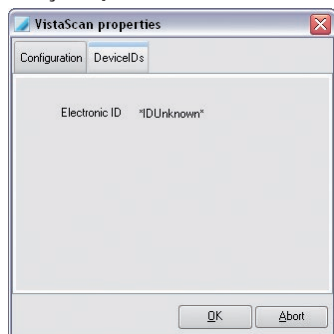 VistaScan properties
Configuration DeviceIDs
Electronic ID *IDUnknown*
OK Abort